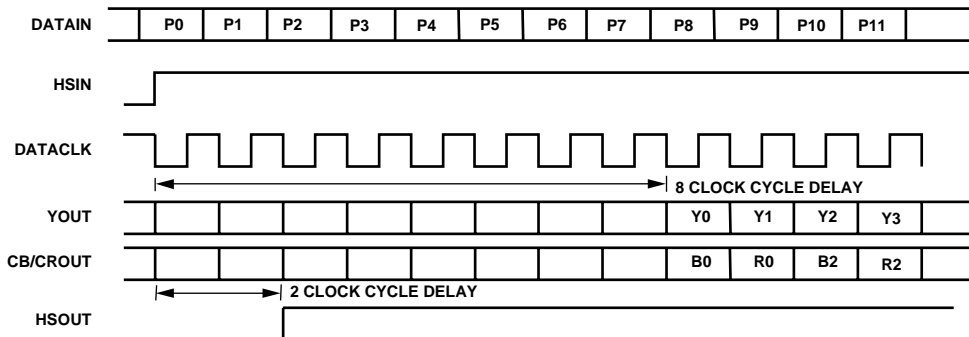 DATAIN P0 P1 P2 P3 P4 P5 P6 P7 P8 P9 P10 P11
HSIN
DATACLK
8 CLOCK CYCLE DELAY
YOUT Y0 Y1 Y2 Y3
CB/CROUT B0 R0 B2 R2
2 CLOCK CYCLE DELAY
HSOUT